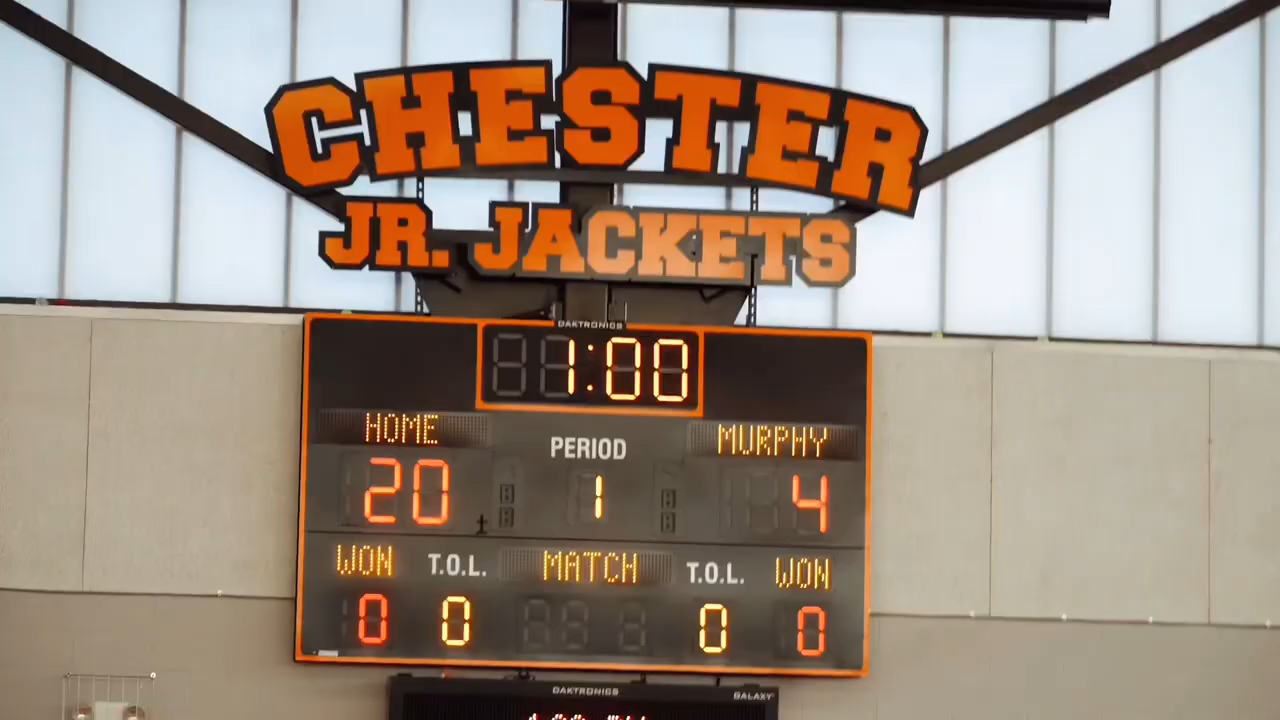 CHESTER
JR. JACKETS
DAKTRONICS
1:00
HOME PERIOD MURPHY
20 1 4
WON T.O.L. MATCH T.O.L. WON
0 0 0 0
DAKTRONICS GALAXY